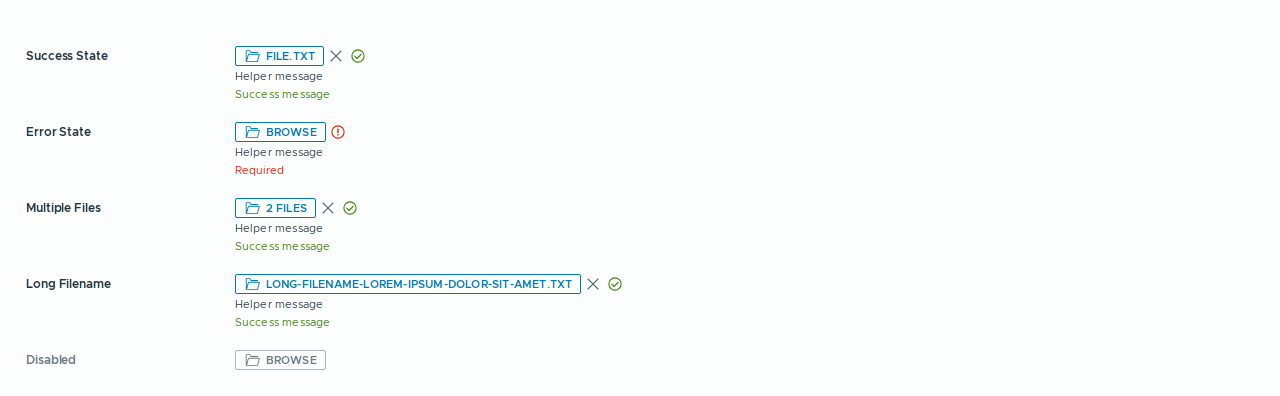 Success State
FILE.TXT
Helper message
Success message
Error State
BROWSE
Helper message
Required
Multiple Files
2 FILES
Helper message
Success message
Long Filename
LONG-FILENAME-LOREM-IPSUM-DOLOR-SIT-AMET.TXT
Helper message
Success message
Disabled
BROWSE